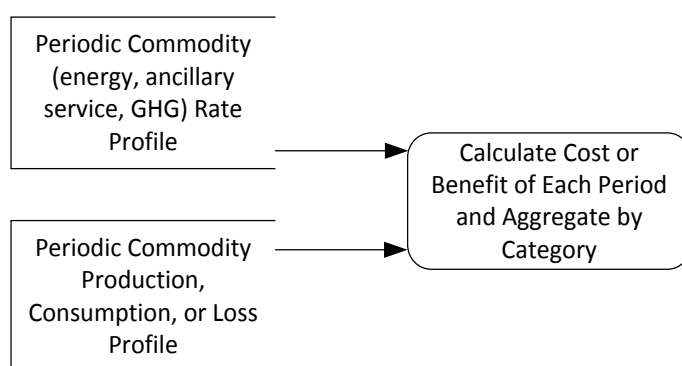 Periodic Commodity
(energy, ancillary
service, GHG) Rate
Profile
Calculate Cost or
Benefit of Each Period
and Aggregate by
Category
Periodic Commodity
Production,
Consumption, or Loss
Profile